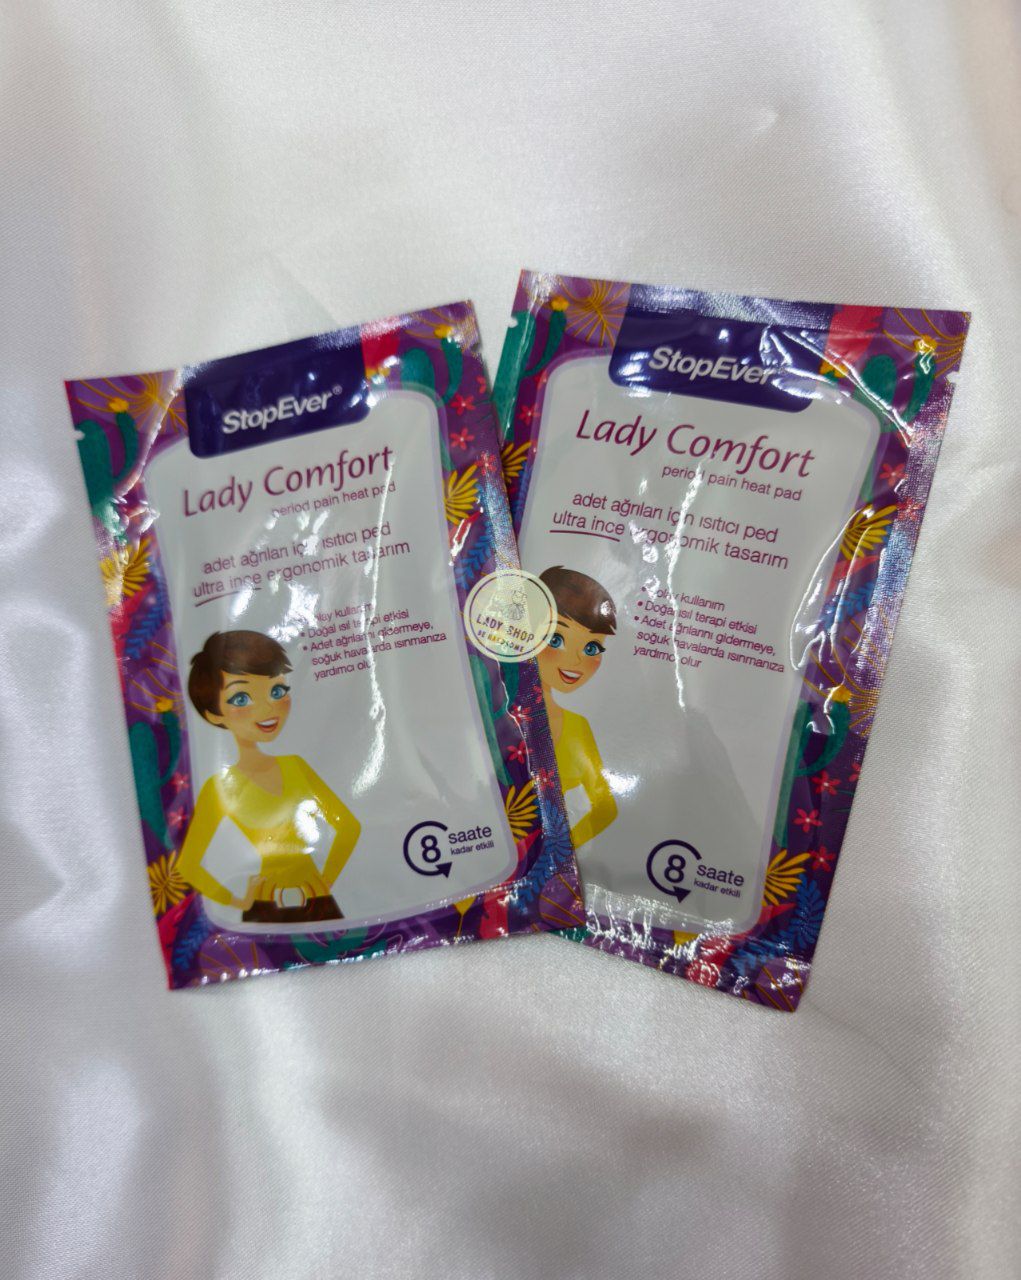 StopEver®
Lady Comfort
period pain heat pad
adet ağrıları için ısıtıcı ped
ultra ince ergonomik tasarım
• Kolay kullanım
• Doğal ısıl terapi etkisi
• Adet ağrılarını gidermeye,
soğuk havalarda ısınmanıza
yardımcı olur
8 saate
kadar etkili
StopEver
Lady Comfort
period pain heat pad
adet ağrıları için ısıtıcı ped
ultra ince ergonomik tasarım
• Kolay kullanım
• Doğal ısıl terapi etkisi
• Adet ağrılarını gidermeye,
soğuk havalarda ısınmanıza
yardımcı olur
8 saate
kadar etkili
LADY SHOP